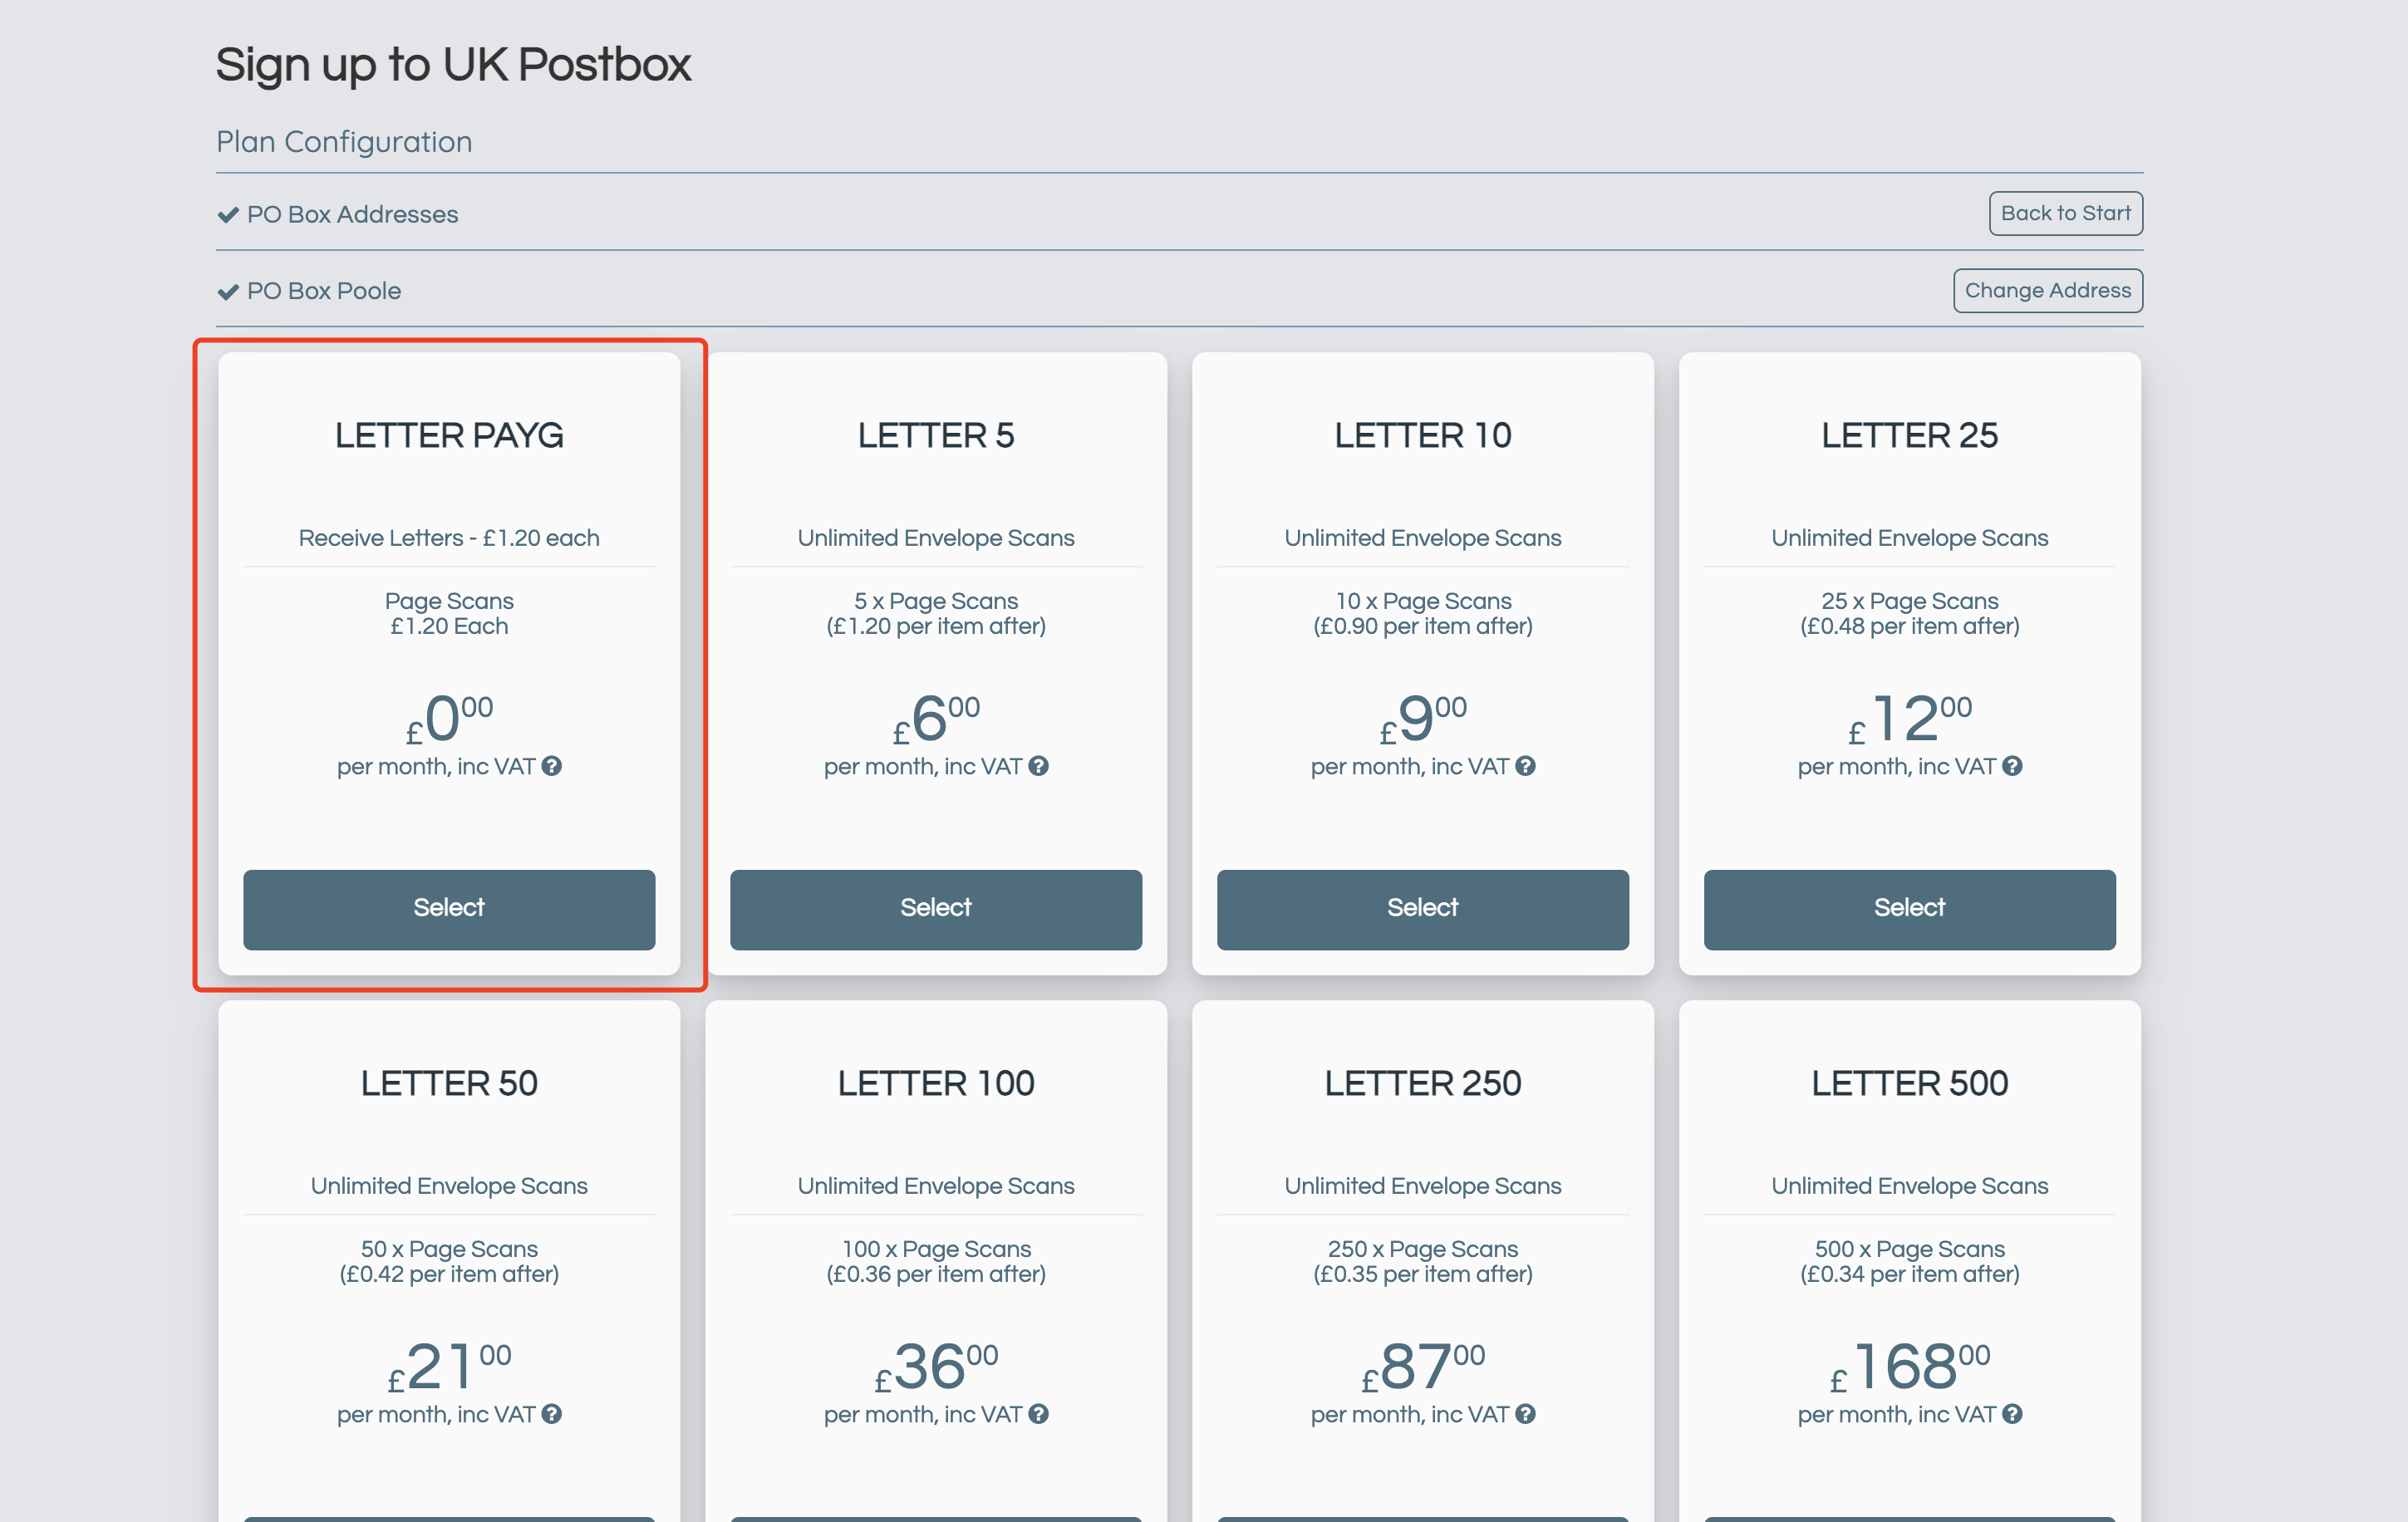 Sign up to UK Postbox
Plan Configuration
PO Box Addresses
Back to Start
PO Box Poole
Change Address
LETTER PAYG
Receive Letters - £1.20 each
Page Scans
£1.20 Each
£0.00
per month, inc VAT ?
Select
LETTER 5
Unlimited Envelope Scans
5 x Page Scans
(£1.20 per item after)
£6.00
per month, inc VAT ?
Select
LETTER 10
Unlimited Envelope Scans
10 x Page Scans
(£0.90 per item after)
£9.00
per month, inc VAT ?
Select
LETTER 25
Unlimited Envelope Scans
25 x Page Scans
(£0.48 per item after)
£12.00
per month, inc VAT ?
Select
LETTER 50
Unlimited Envelope Scans
50 x Page Scans
(£0.42 per item after)
£21.00
per month, inc VAT ?
LETTER 100
Unlimited Envelope Scans
100 x Page Scans
(£0.36 per item after)
£36.00
per month, inc VAT ?
LETTER 250
Unlimited Envelope Scans
250 x Page Scans
(£0.35 per item after)
£87.00
per month, inc VAT ?
LETTER 500
Unlimited Envelope Scans
500 x Page Scans
(£0.34 per item after)
£168.00
per month, inc VAT ?